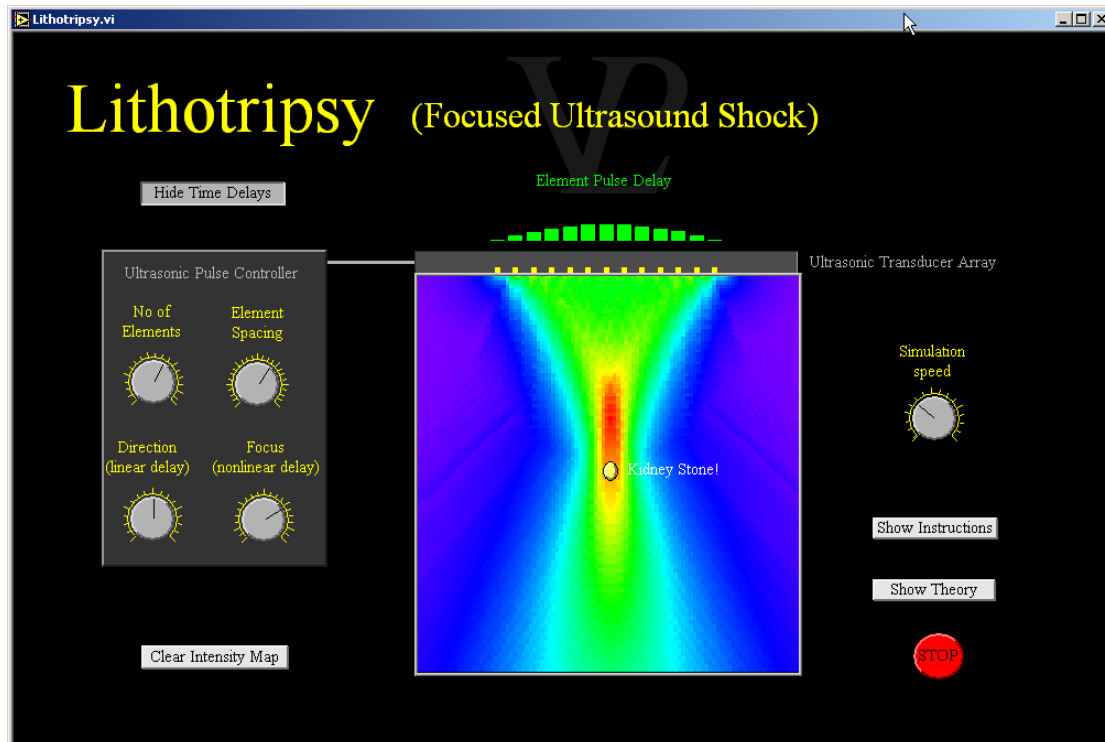 Lithotripsy.vi
Lithotripsy (Focused Ultrasound Shock)
VPL
Hide Time Delays
Element Pulse Delay
Ultrasonic Pulse Controller
Ultrasonic Transducer Array
No of
Elements
Element
Spacing
Simulation
speed
Direction
(linear delay)
Focus
(nonlinear delay)
Kidney Stone!
Show Instructions
Show Theory
Clear Intensity Map
STOP